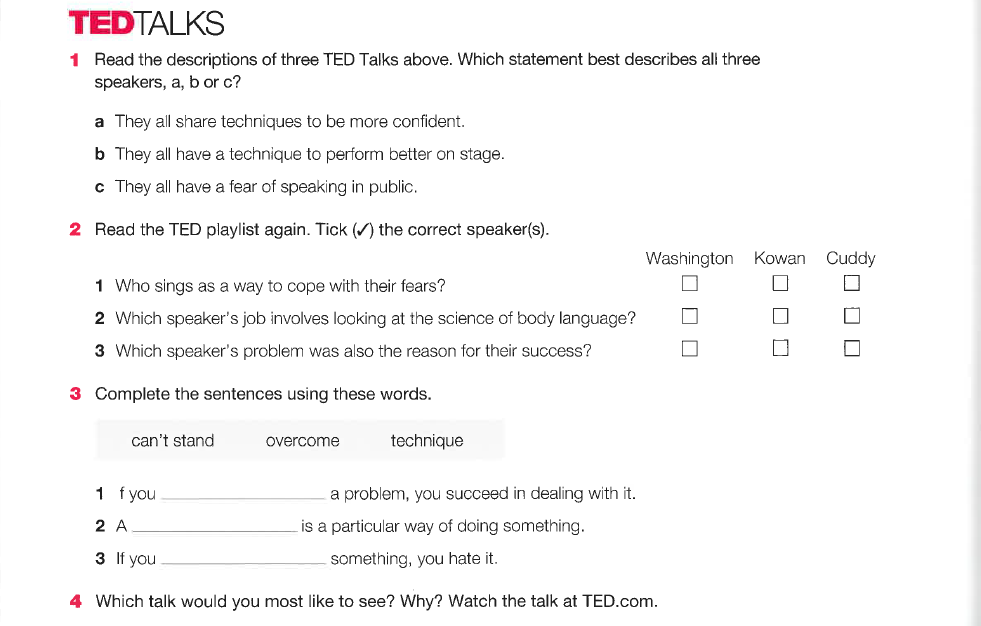 TEDTALKS
1 Read the descriptions of three TED Talks above. Which statement best describes all three
speakers, a, b or c?
a They all share techniques to be more confident.
b They all have a technique to perform better on stage.
c They all have a fear of speaking in public.
2 Read the TED playlist again. Tick (✓) the correct speaker(s).
Washington Kowan Cuddy
1 Who sings as a way to cope with their fears? ☐ ☐ ☐
2 Which speaker's job involves looking at the science of body language? ☐ ☐ ☐
3 Which speaker's problem was also the reason for their success? ☐ ☐ ☐
3 Complete the sentences using these words.
can't stand overcome technique
1 f you ____________ a problem, you succeed in dealing with it.
2 A ____________ is a particular way of doing something.
3 If you ____________ something, you hate it.
4 Which talk would you most like to see? Why? Watch the talk at TED.com.